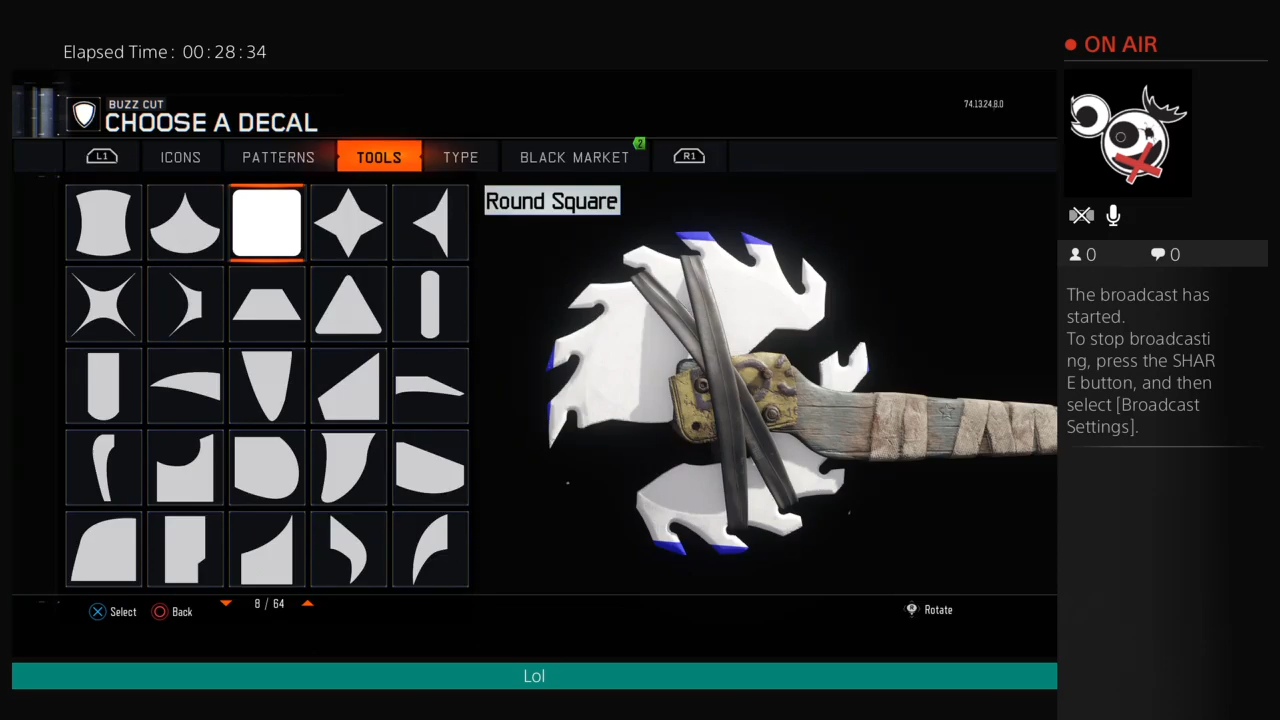 Elapsed Time: 00:28:34
ON AIR
BUZZ CUT
CHOOSE A DECAL
74.13.24.8.0
L1 ICONS PATTERNS TOOLS TYPE BLACK MARKET 2 R1
Round Square
0 0
The broadcast has
started.
To stop broadcasti
ng, press the SHAR
E button, and then
select [Broadcast
Settings].
8 / 64
Select Back R Rotate
Lol